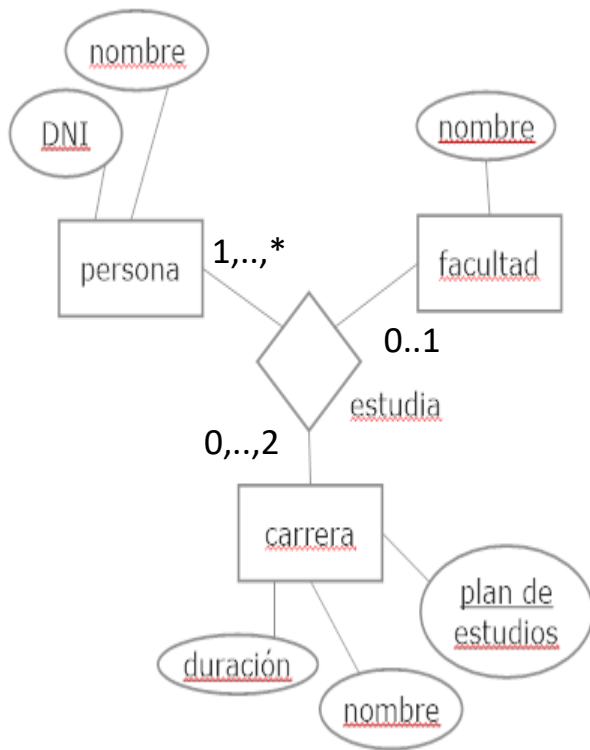 nombre
DNI
nombre
persona
1,..,*
facultad
0..1
estudia
0,..,2
carrera
plan de
estudios
duración
nombre